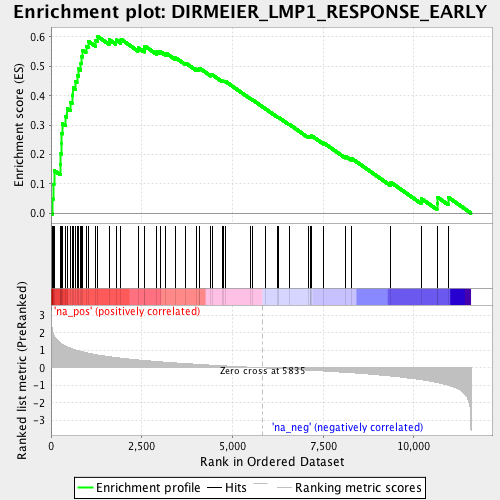 Enrichment plot: DIRMEIER_LMP1_RESPONSE_EARLY
Enrichment score (ES)
0.6
0.5
0.4
0.3
0.2
0.1
0.0
'na_pos' (positively correlated)
Ranked list metric (PreRanked)
3
2
1
0
-1
-2
-3
Zero cross at 5835
'na_neg' (negatively correlated)
0
2,500
5,000
7,500
10,000
Rank in Ordered Dataset
Enrichment profile
Hits
Ranking metric scores